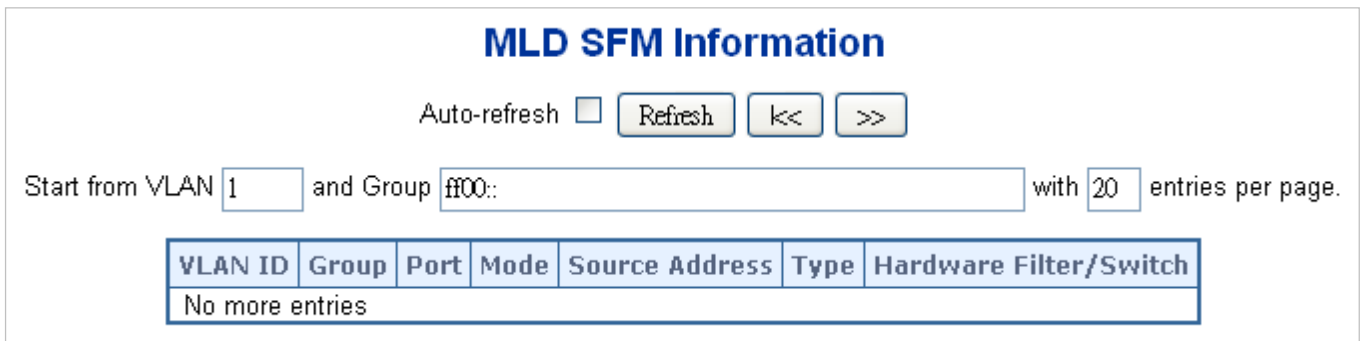 MLD SFM Information
Auto-refresh Refresh |<< >>
Start from VLAN 1 and Group ff00:: with 20 entries per page.
VLAN ID Group Port Mode Source Address Type Hardware Filter/Switch
No more entries